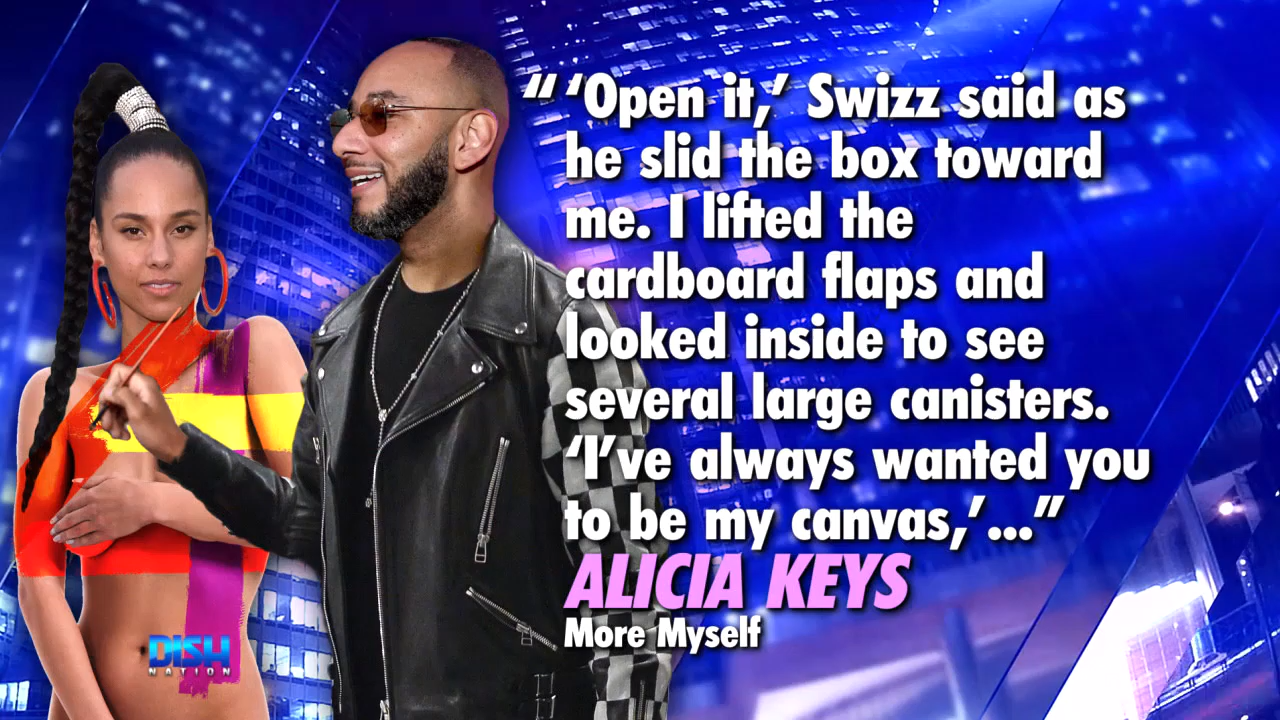 “ ‘Open it,’ Swizz said as
he slid the box toward
me. I lifted the
cardboard flaps and
looked inside to see
several large canisters.
‘I’ve always wanted you
to be my canvas,’...”
ALICIA KEYS
More Myself
DISH
NATION